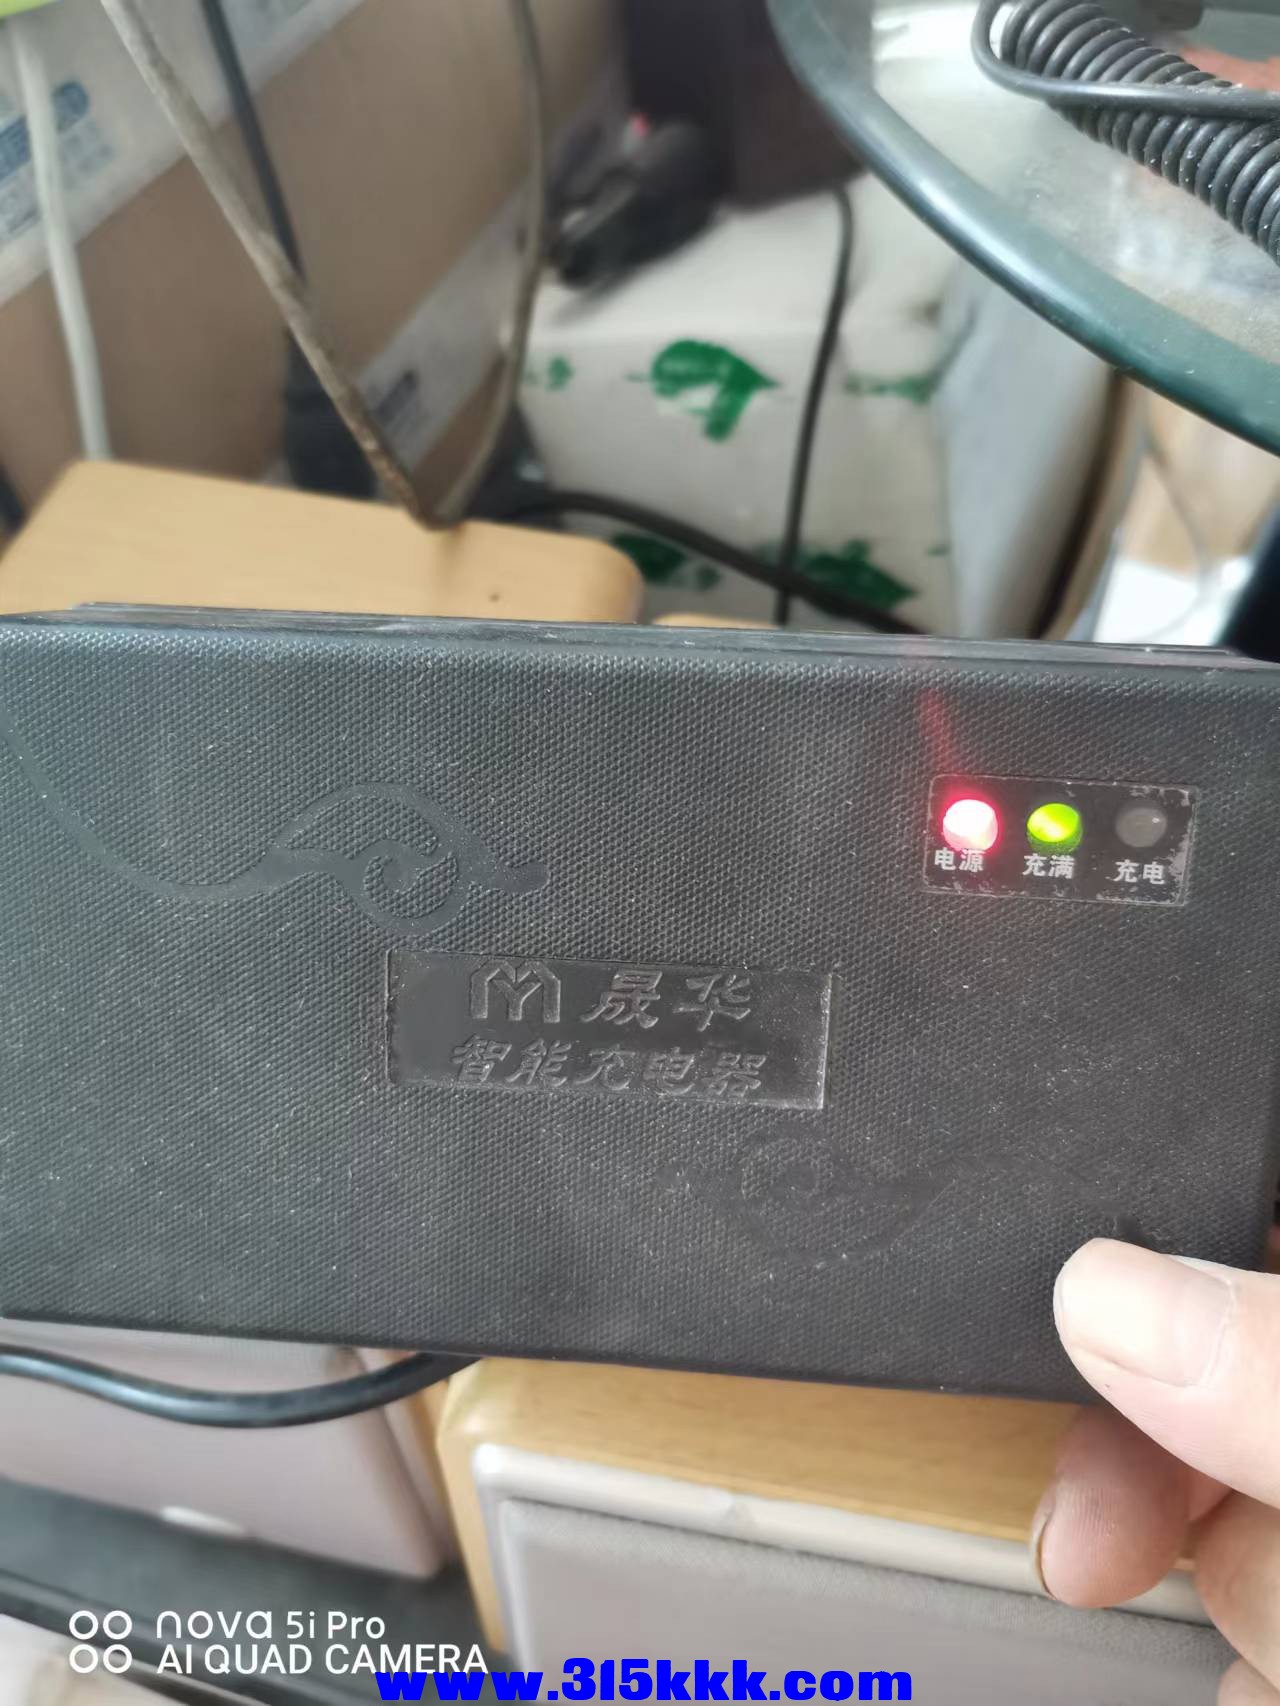 电源 充满 充电
晟华
智能充电器
nova 5i Pro
AI QUAD CAMERA
www.315kkk.com